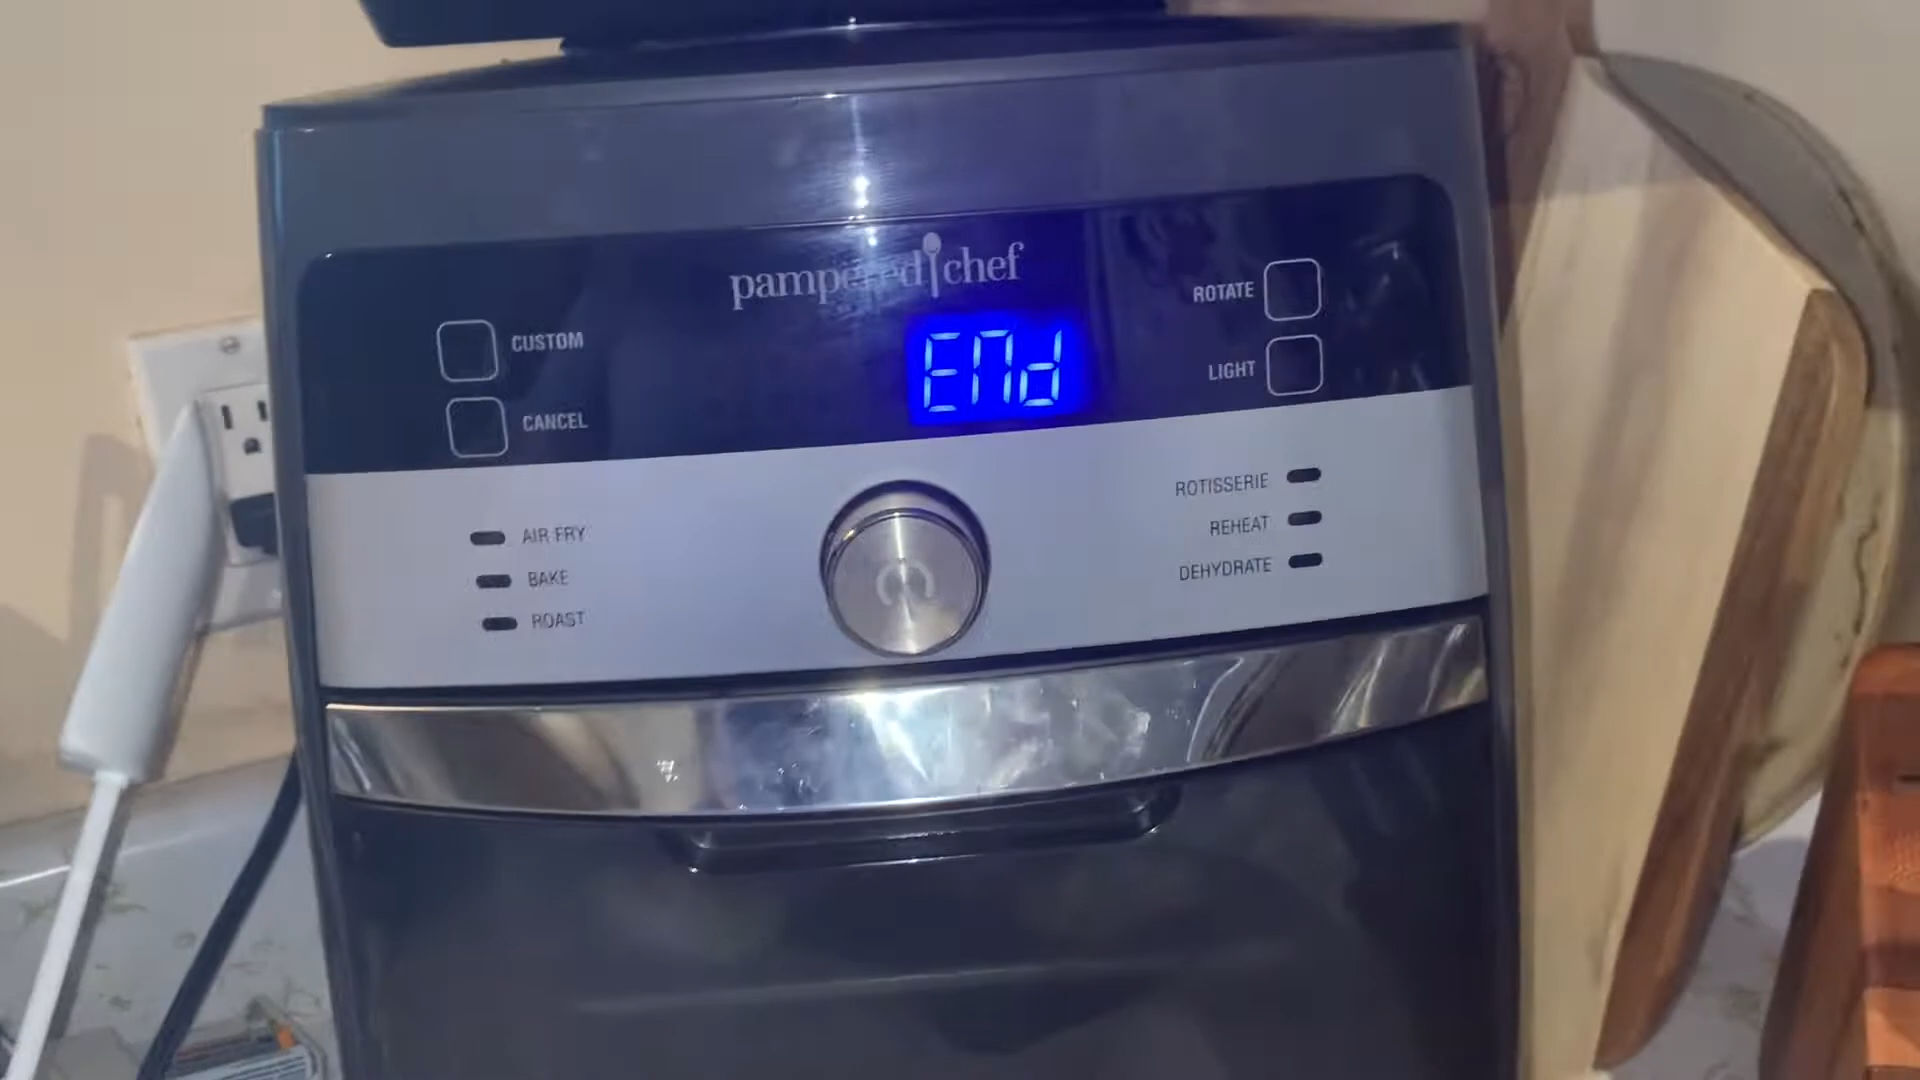 pampered chef
CUSTOM
CANCEL
END
ROTATE
LIGHT
AIR FRY
BAKE
ROAST
ROTISSERIE
REHEAT
DEHYDRATE